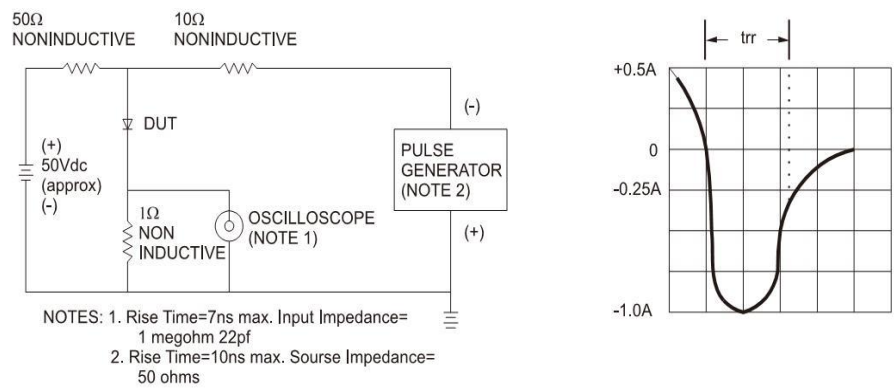 50Ω
NONINDUCTIVE
10Ω
NONINDUCTIVE
DUT
(+)
50Vdc
(approx)
(-)
1Ω
NON
INDUCTIVE
OSCILLOSCOPE
(NOTE 1)
(-)
PULSE
GENERATOR
(NOTE 2)
(+)
NOTES: 1. Rise Time=7ns max. Input Impedance=
1 megohm 22pf
2. Rise Time=10ns max. Sourse Impedance=
50 ohms
trr
+0.5A
0
-0.25A
-1.0A